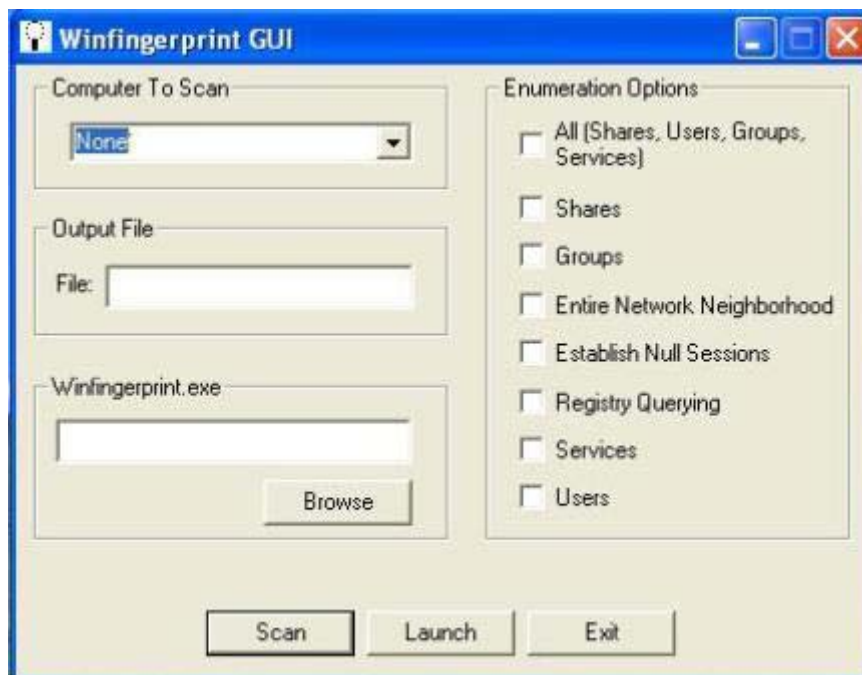 Winfingerprint GUI
Computer To Scan
None
Output File
File:
Winfingerprint.exe
Browse
Enumeration Options
All (Shares, Users, Groups,
Services)
Shares
Groups
Entire Network Neighborhood
Establish Null Sessions
Registry Querying
Services
Users
Scan
Launch
Exit